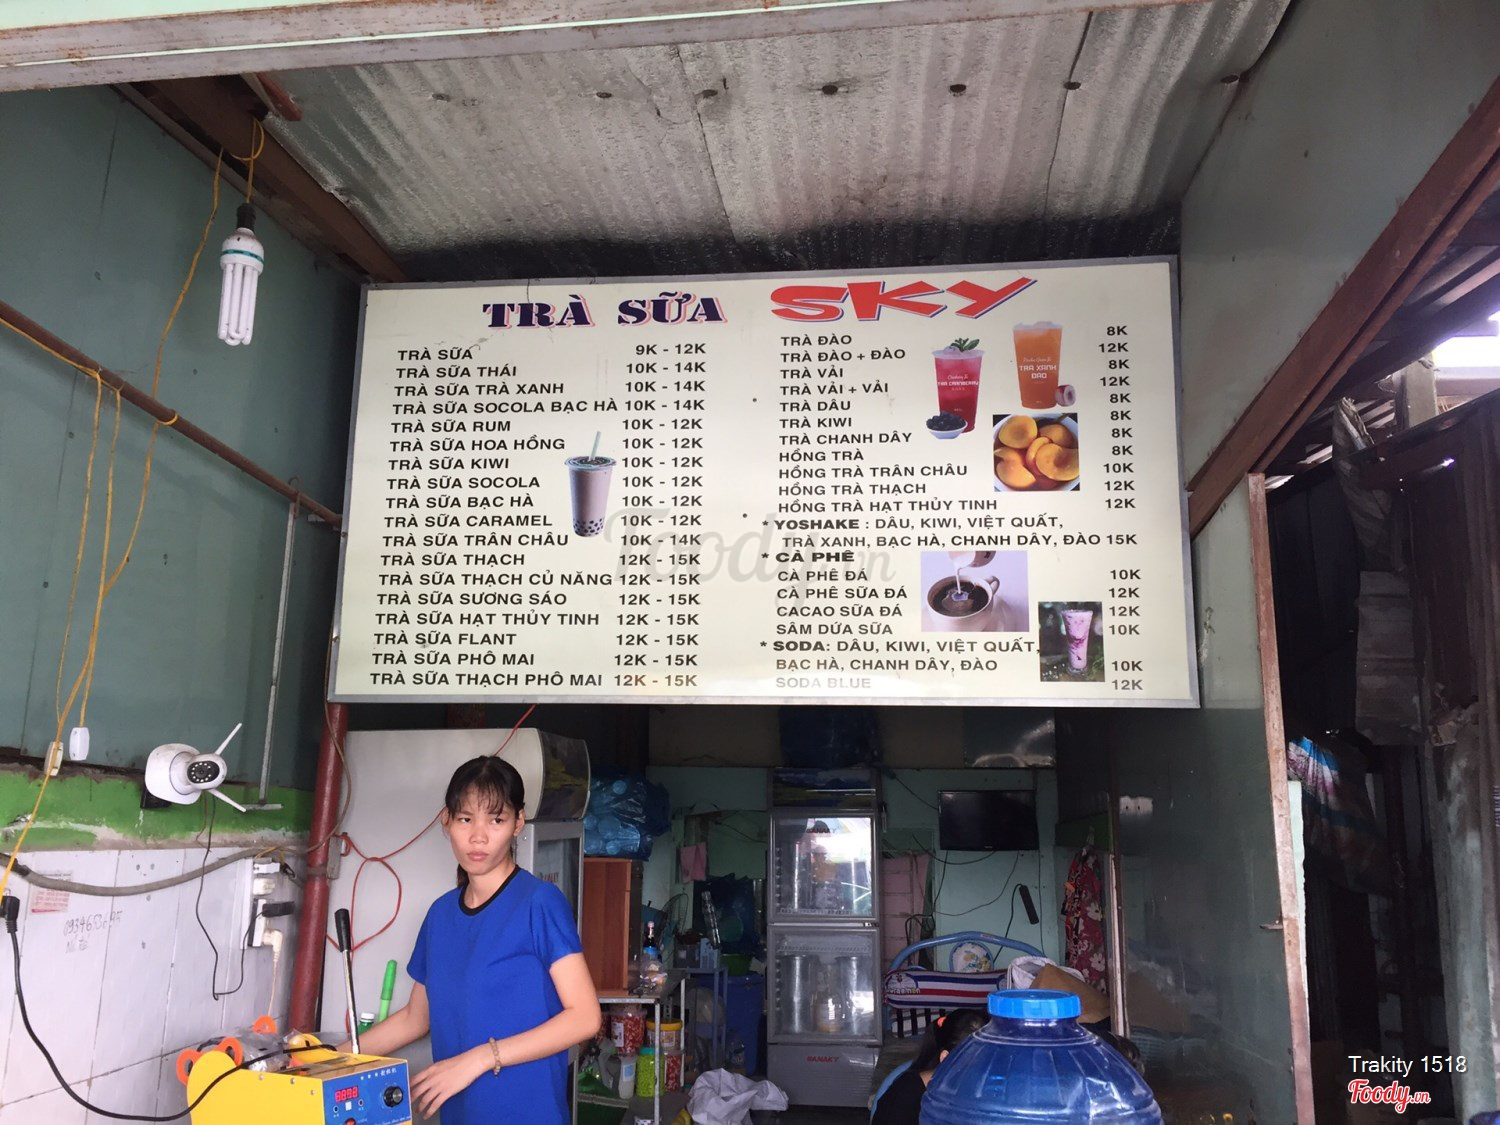 TRÀ SỮA SKY
TRÀ SỮA 9K - 12K
TRÀ SỮA THÁI 10K - 14K
TRÀ SỮA TRÀ XANH 10K - 14K
TRÀ SỮA SOCOLA BẠC HÀ 10K - 14K
TRÀ SỮA RUM 10K - 12K
TRÀ SỮA HOA HỒNG 10K - 12K
TRÀ SỮA KIWI 10K - 12K
TRÀ SỮA SOCOLA 10K - 12K
TRÀ SỮA BẠC HÀ 10K - 12K
TRÀ SỮA CARAMEL 10K - 12K
TRÀ SỮA TRÂN CHÂU 10K - 14K
TRÀ SỮA THẠCH 12K - 15K
TRÀ SỮA THẠCH CỦ NĂNG 12K - 15K
TRÀ SỮA SƯƠNG SÁO 12K - 15K
TRÀ SỮA HẠT THỦY TINH 12K - 15K
TRÀ SỮA FLANT 12K - 15K
TRÀ SỮA PHÔ MAI 12K - 15K
TRÀ SỮA THẠCH PHÔ MAI 12K - 15K
TRÀ ĐÀO 8K
TRÀ ĐÀO + ĐÀO 12K
TRÀ VẢI 8K
TRÀ VẢI + VẢI 12K
TRÀ DÂU 8K
TRÀ KIWI 8K
TRÀ CHANH DÂY 8K
HỒNG TRÀ 8K
HỒNG TRÀ TRÂN CHÂU 10K
HỒNG TRÀ THẠCH 12K
HỒNG TRÀ HẠT THỦY TINH 12K
* YOSHAKE : DÂU, KIWI, VIỆT QUẤT,
TRÀ XANH, BẠC HÀ, CHANH DÂY, ĐÀO 15K
* CÀ PHÊ
CÀ PHÊ ĐÁ 10K
CÀ PHÊ SỮA ĐÁ 12K
CACAO SỮA ĐÁ 12K
SÂM DỨA SỮA 10K
* SODA: DÂU, KIWI, VIỆT QUẤT,
BẠC HÀ, CHANH DÂY, ĐÀO 10K
SODA BLUE 12K
TRÀ CRANBERRY
TRÀ XANH
ĐÀO
Foody.vn
SANAKY
Trakity 1518
Foody.vn